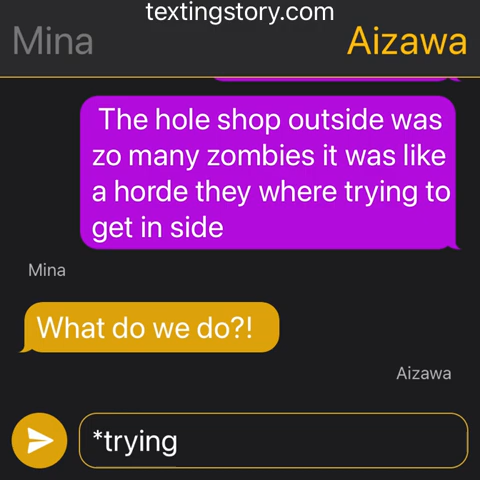 textingstory.com
Mina Aizawa
The hole shop outside was
zo many zombies it was like
a horde they where trying to
get in side
Mina
What do we do?!
Aizawa
*trying